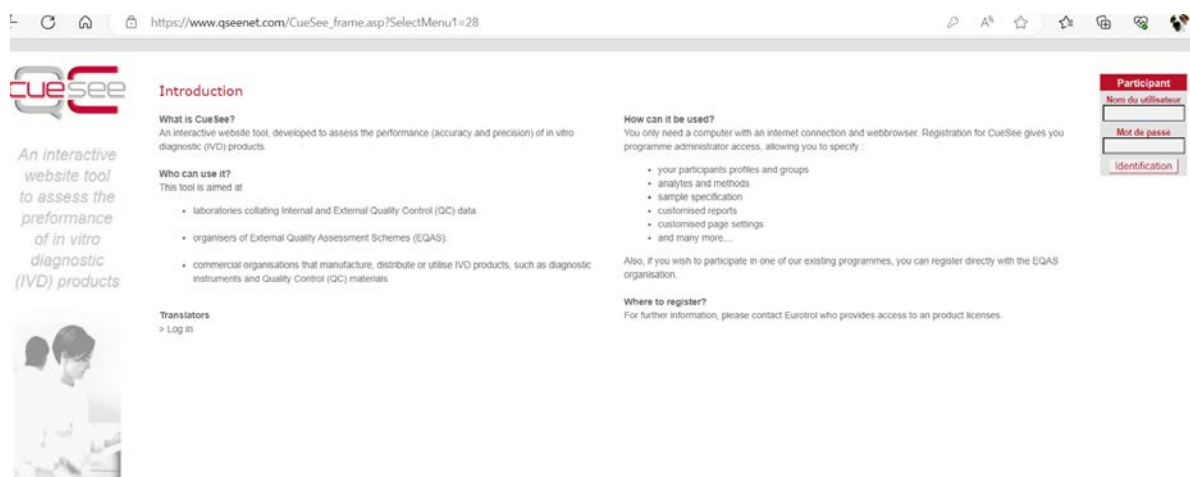 https://www.qseenet.com/CueSee_frame.asp?SelectMenu1=28
cuesee
An interactive
website tool
to assess the
preformance
of in vitro
diagnostic
(IVD) products
Introduction
What is CueSee?
An interactive website tool, developed to assess the performance (accuracy and precision) of in vitro
diagnostic (IVD) products.
Who can use it?
This tool is aimed at
• laboratories collating Internal and External Quality Control (QC) data.
• organisers of External Quality Assessment Schemes (EQAS).
• commercial organisations that manufacture, distribute or utilise IVD products, such as diagnostic
instruments and Quality Control (QC) materials.
Translators
> Log in
How can it be used?
You only need a computer with an internet connection and webbrowser. Registration for CueSee gives you
programme administrator access, allowing you to specify :
• your participants profiles and groups
• analytes and methods
• sample specification
• customised reports
• customised page settings
• and many more....
Also, if you wish to participate in one of our existing programmes, you can register directly with the EQAS
organisation.
Where to register?
For further information, please contact Eurotrol who provides access to an product licenses.
Participant
Nom du utilisateur
Mot de passe
Identification